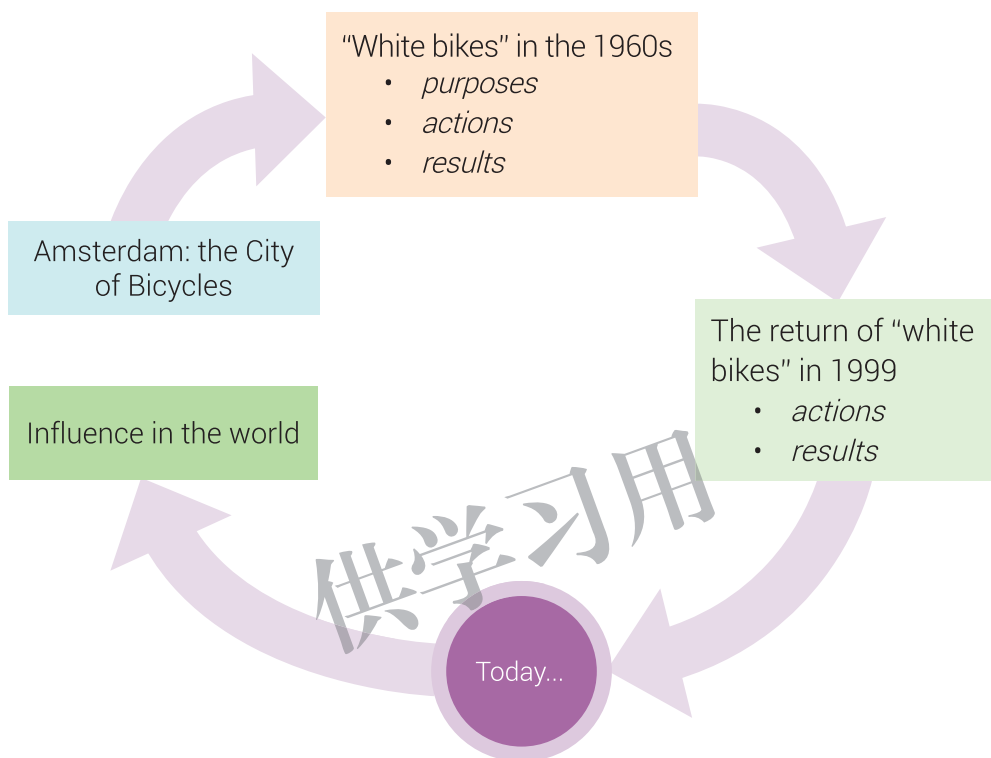 “White bikes” in the 1960s
• purposes
• actions
• results
Amsterdam: the City
of Bicycles
The return of “white
bikes” in 1999
• actions
• results
Influence in the world
供学习用
Today...